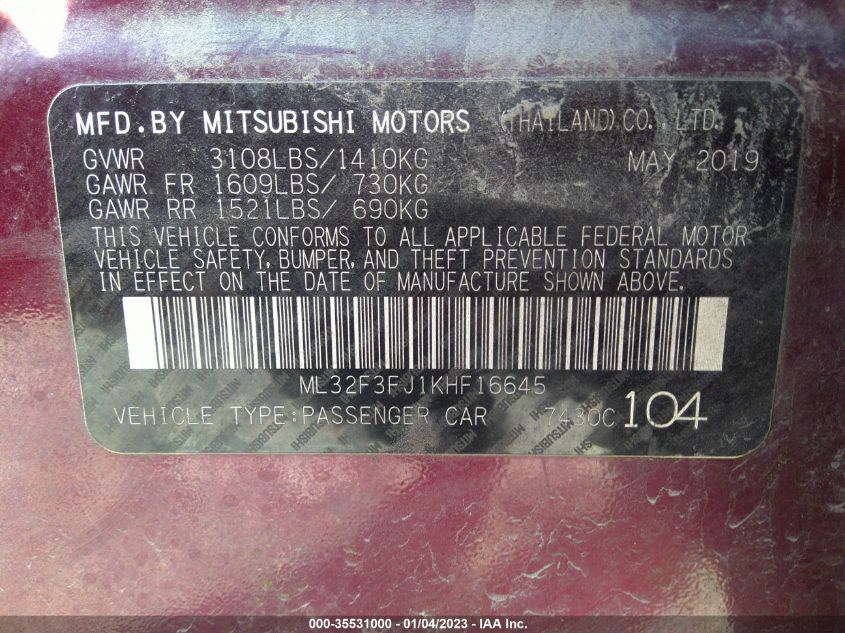 MFD.BY MITSUBISHI MOTORS (THAILAND)CO.,LTD.
GVWR 3108LBS/1410KG MAY 2019
GAWR FR 1609LBS/ 730KG
GAWR RR 1521LBS/ 690KG
THIS VEHICLE CONFORMS TO ALL APPLICABLE FEDERAL MOTOR
VEHICLE SAFETY, BUMPER, AND THEFT PREVENTION STANDARDS
IN EFFECT ON THE DATE OF MANUFACTURE SHOWN ABOVE.
ML32F3FJ1KHF16645
VEHICLE TYPE:PASSENGER CAR 7430C 104
000-35531000 - 01/04/2023 - IAA Inc.